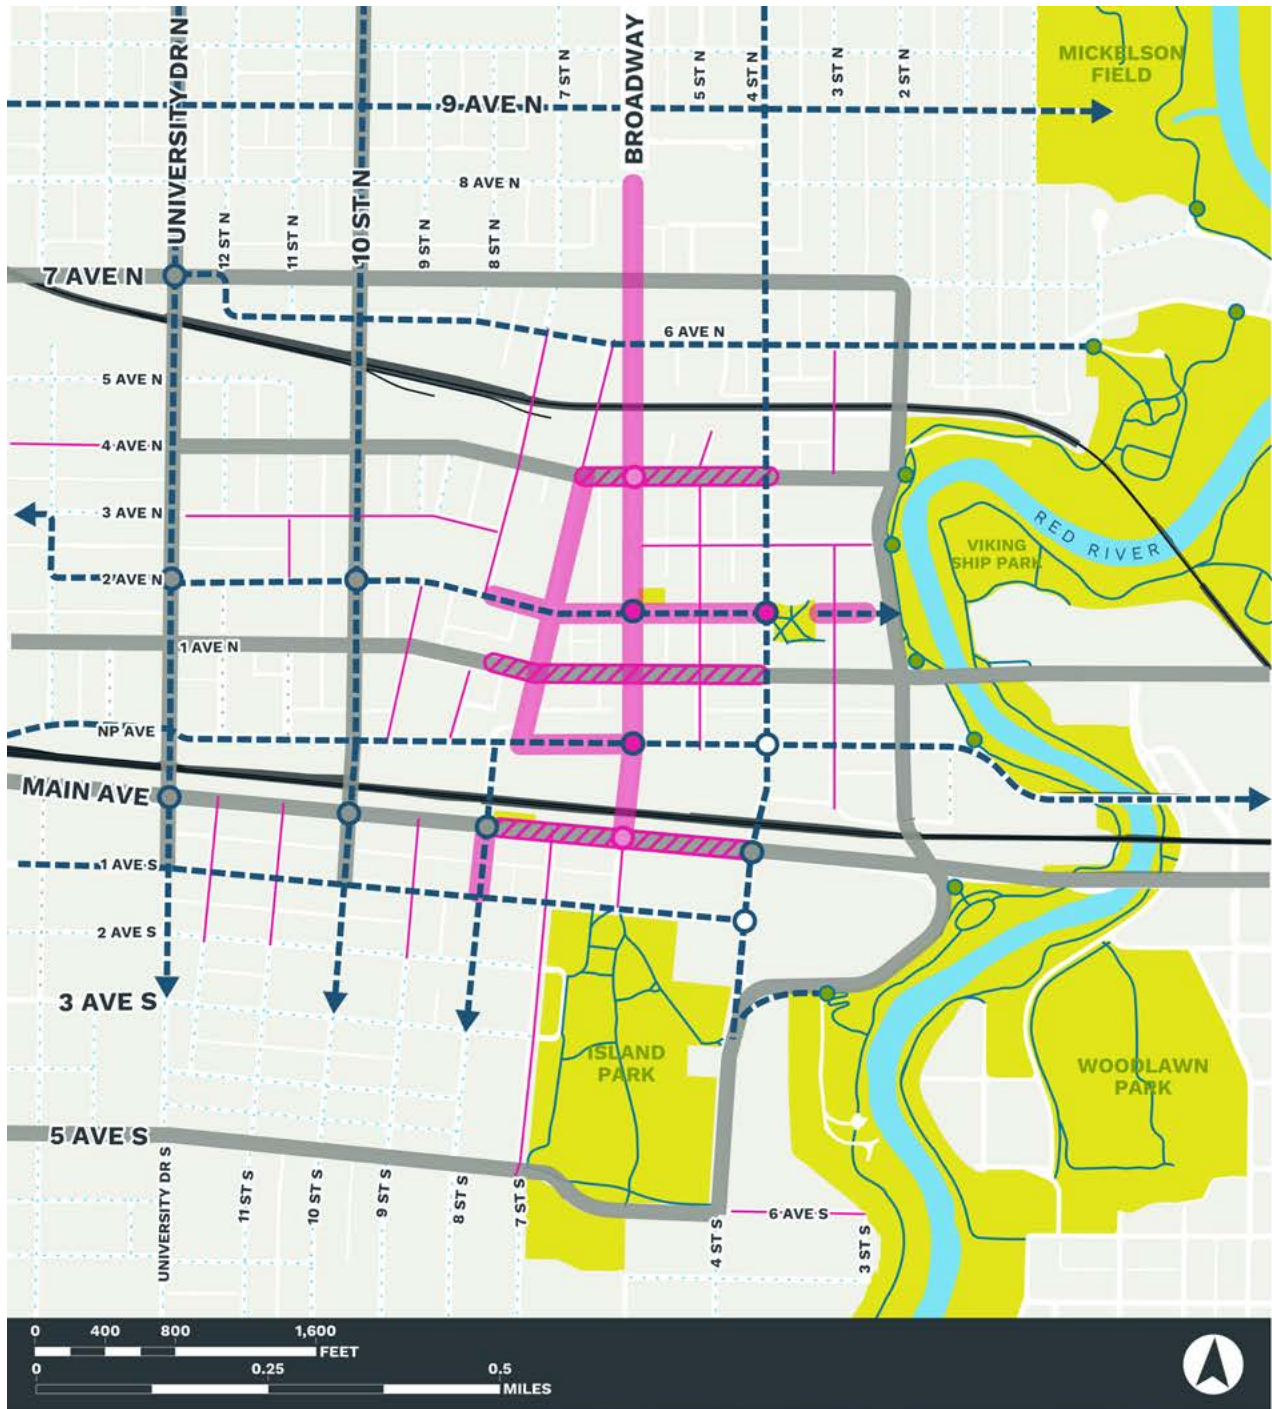 UNIVERSITY DR N
BROADWAY
7 ST N
5 ST N
4 ST N
3 ST N
2 ST N
MICKELSON
FIELD
9 AVE N
8 AVE N
10 ST N
12 ST N
11 ST N
9 ST N
8 ST N
7 AVE N
6 AVE N
5 AVE N
4 AVE N
3 AVE N
RED RIVER
VIKING
SHIP PARK
2 AVE N
1 AVE N
NP AVE
MAIN AVE
1 AVE S
2 AVE S
3 AVE S
ISLAND
PARK
WOODLAWN
PARK
5 AVE S
UNIVERSITY DR S
11 ST S
10 ST S
9 ST S
8 ST S
7 ST S
4 ST S
6 AVE S
3 ST S
0 400 800 1,600
FEET
0 0.25 0.5
MILES